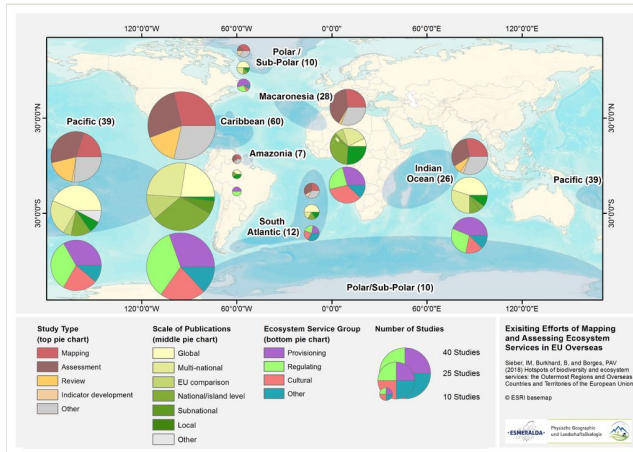 120°0'0"W 60°0'0"W 0°0'0" 60°0'0"E 120°0'0"E
Polar /
Sub-Polar (10)
Macaronesia (28)
Pacific (39)
Caribbean (60)
30°0'0"N
30°0'0"N
Amazonia (7)
Indian
Ocean (26)
Pacific (39)
30°0'0"S
30°0'0"S
South
Atlantic (12)
Polar/Sub-Polar (10)
120°0'0"W 60°0'0"W 0°0'0" 60°0'0"E 120°0'0"E
Study Type
(top pie chart)
Mapping
Assessment
Review
Indicator development
Other
Scale of Publications
(middle pie chart)
Global
Multi-national
EU comparison
National/island level
Subnational
Local
Other
Ecosystem Service Group
(bottom pie chart)
Provisioning
Regulating
Cultural
Other
Number of Studies
40 Studies
25 Studies
10 Studies
Exisiting Efforts of Mapping
and Assessing Ecosystem
Services in EU Overseas
Sieber, IM, Burkhard, B, and Borges, PAV
(2018) Hotspots of biodiversity and ecosystem
services: the Outermost Regions and Overseas
Countries and Territories of the European Union
© ESRI basemap
ESMERALDA
Physische Geographie
und Landschaftsökologie